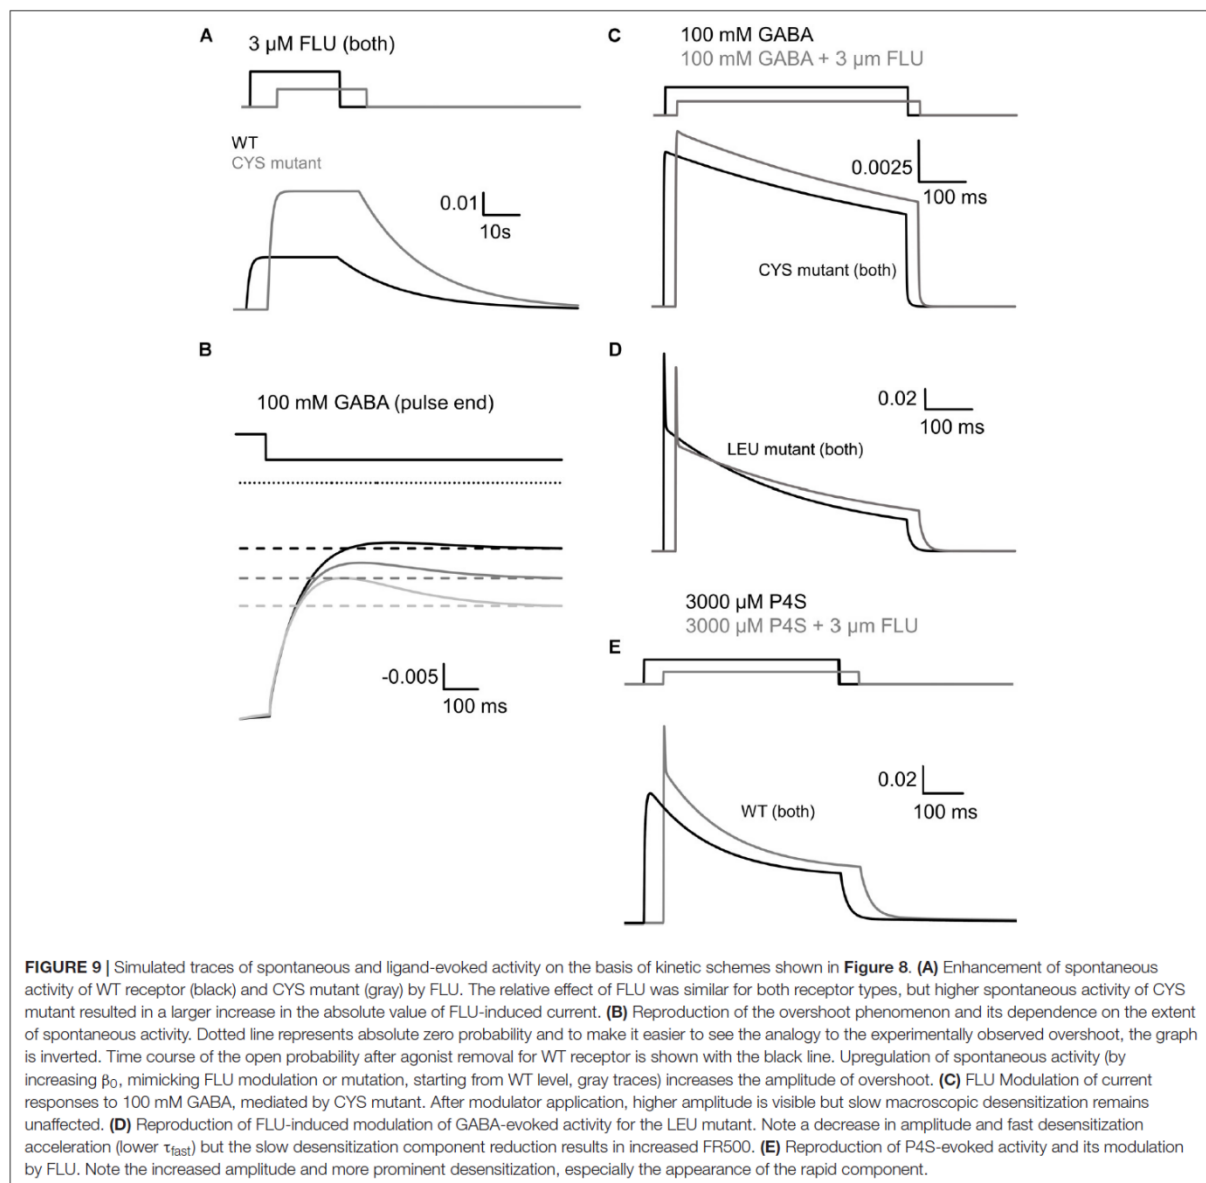 A
3 µM FLU (both)
WT
CYS mutant
0.01
10s
B
100 mM GABA (pulse end)
-0.005
100 ms
C
100 mM GABA
100 mM GABA + 3 µm FLU
0.0025
100 ms
CYS mutant (both)
D
0.02
100 ms
LEU mutant (both)
3000 µM P4S
3000 µM P4S + 3 µm FLU
E
0.02
100 ms
WT (both)
FIGURE 9 | Simulated traces of spontaneous and ligand-evoked activity on the basis of kinetic schemes shown in Figure 8. (A) Enhancement of spontaneous
activity of WT receptor (black) and CYS mutant (gray) by FLU. The relative effect of FLU was similar for both receptor types, but higher spontaneous activity of CYS
mutant resulted in a larger increase in the absolute value of FLU-induced current. (B) Reproduction of the overshoot phenomenon and its dependence on the extent
of spontaneous activity. Dotted line represents absolute zero probability and to make it easier to see the analogy to the experimentally observed overshoot, the graph
is inverted. Time course of the open probability after agonist removal for WT receptor is shown with the black line. Upregulation of spontaneous activity (by
increasing β0, mimicking FLU modulation or mutation, starting from WT level, gray traces) increases the amplitude of overshoot. (C) FLU Modulation of current
responses to 100 mM GABA, mediated by CYS mutant. After modulator application, higher amplitude is visible but slow macroscopic desensitization remains
unaffected. (D) Reproduction of FLU-induced modulation of GABA-evoked activity for the LEU mutant. Note a decrease in amplitude and fast desensitization
acceleration (lower τfast) but the slow desensitization component reduction results in increased FR500. (E) Reproduction of P4S-evoked activity and its modulation
by FLU. Note the increased amplitude and more prominent desensitization, especially the appearance of the rapid component.